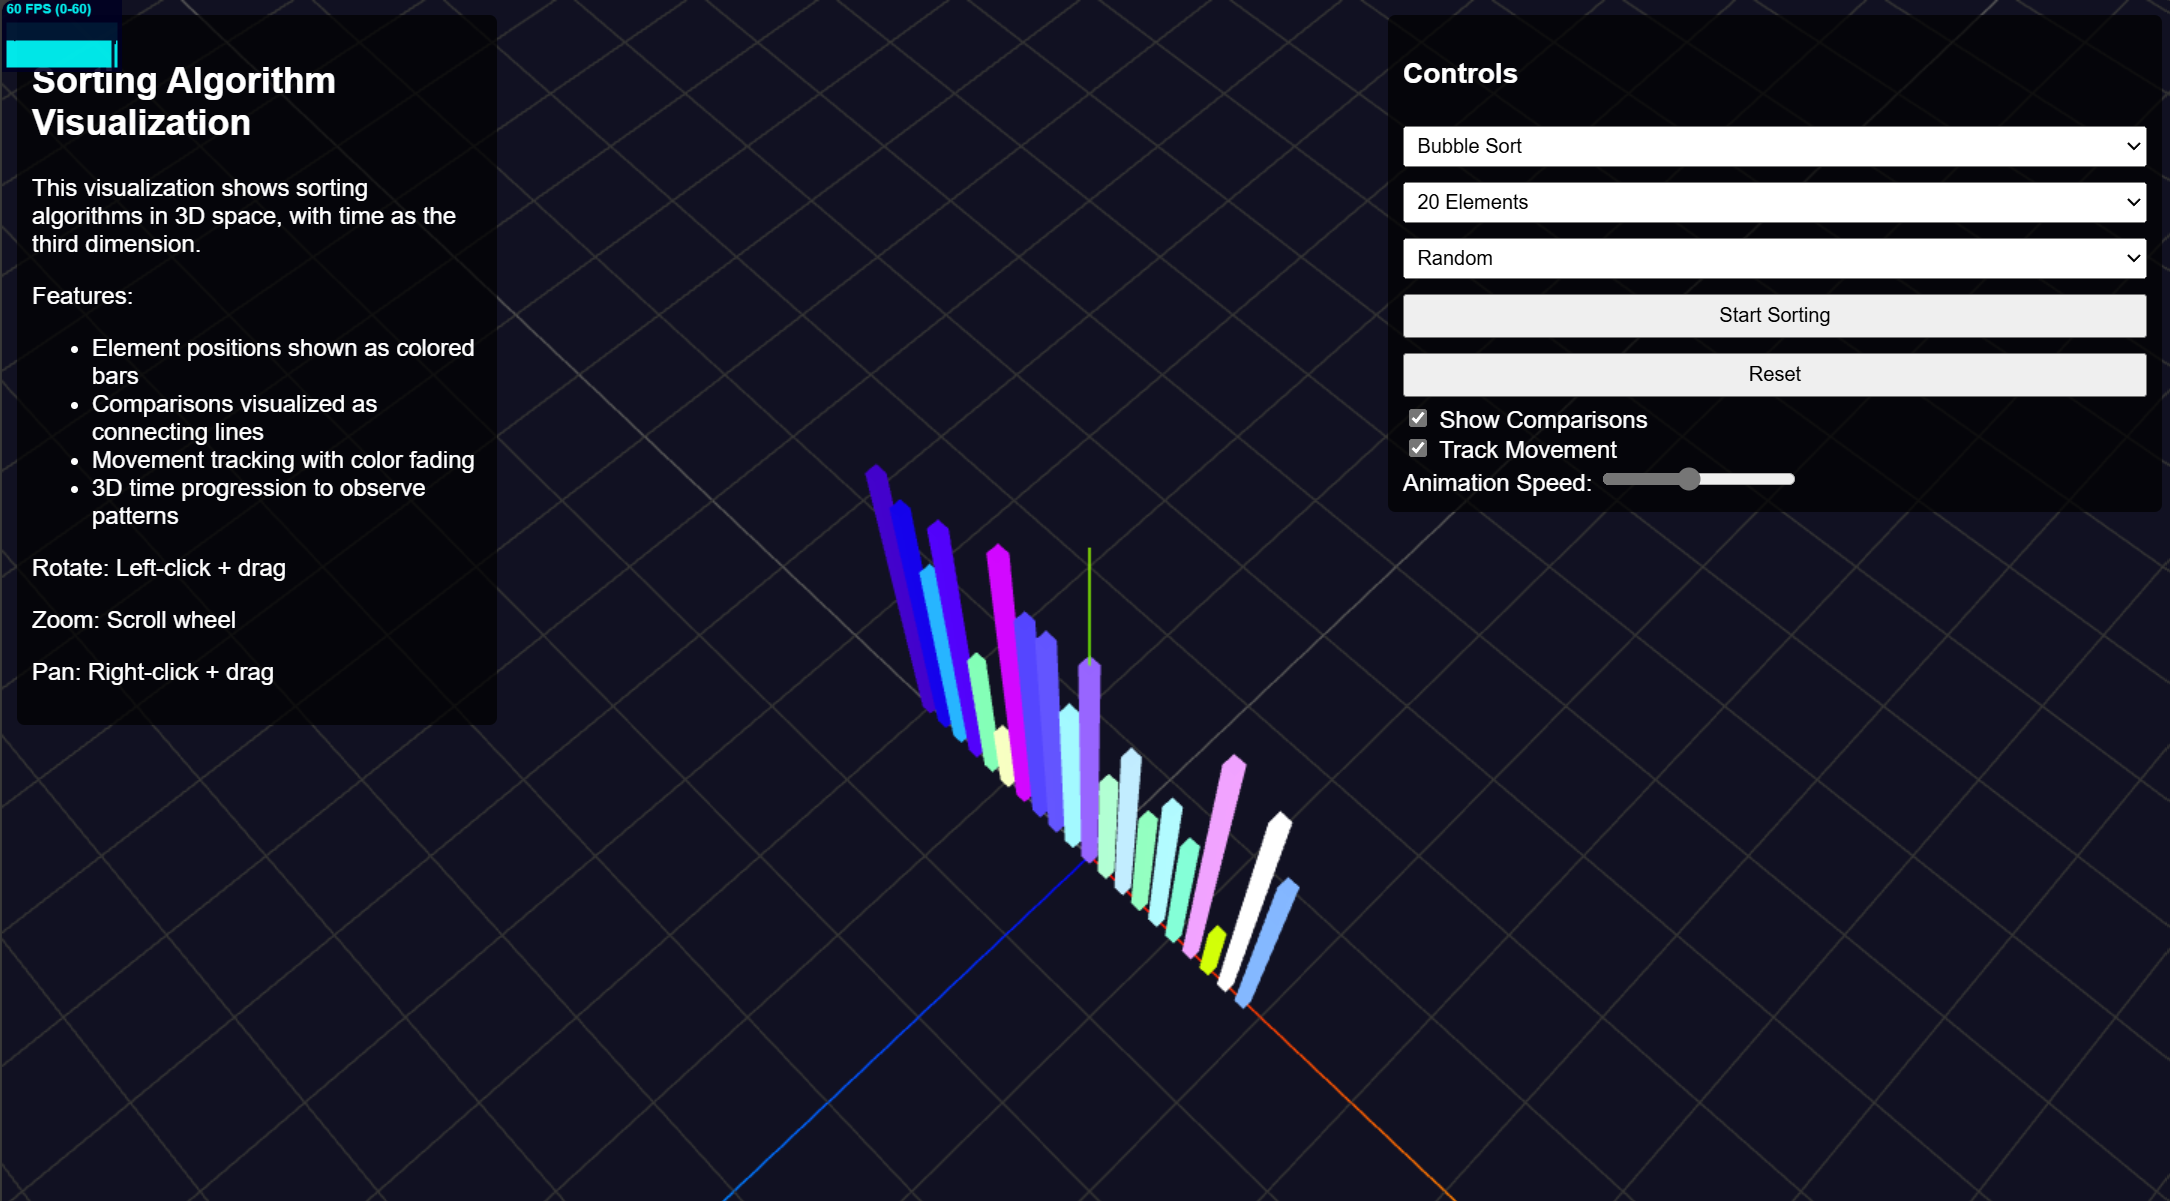 60 FPS (0-60)
Sorting Algorithm
Visualization
This visualization shows sorting
algorithms in 3D space, with time as the
third dimension.
Features:
• Element positions shown as colored
bars
• Comparisons visualized as
connecting lines
• Movement tracking with color fading
• 3D time progression to observe
patterns
Rotate: Left-click + drag
Zoom: Scroll wheel
Pan: Right-click + drag
Controls
Bubble Sort
20 Elements
Random
Start Sorting
Reset
Show Comparisons
Track Movement
Animation Speed: